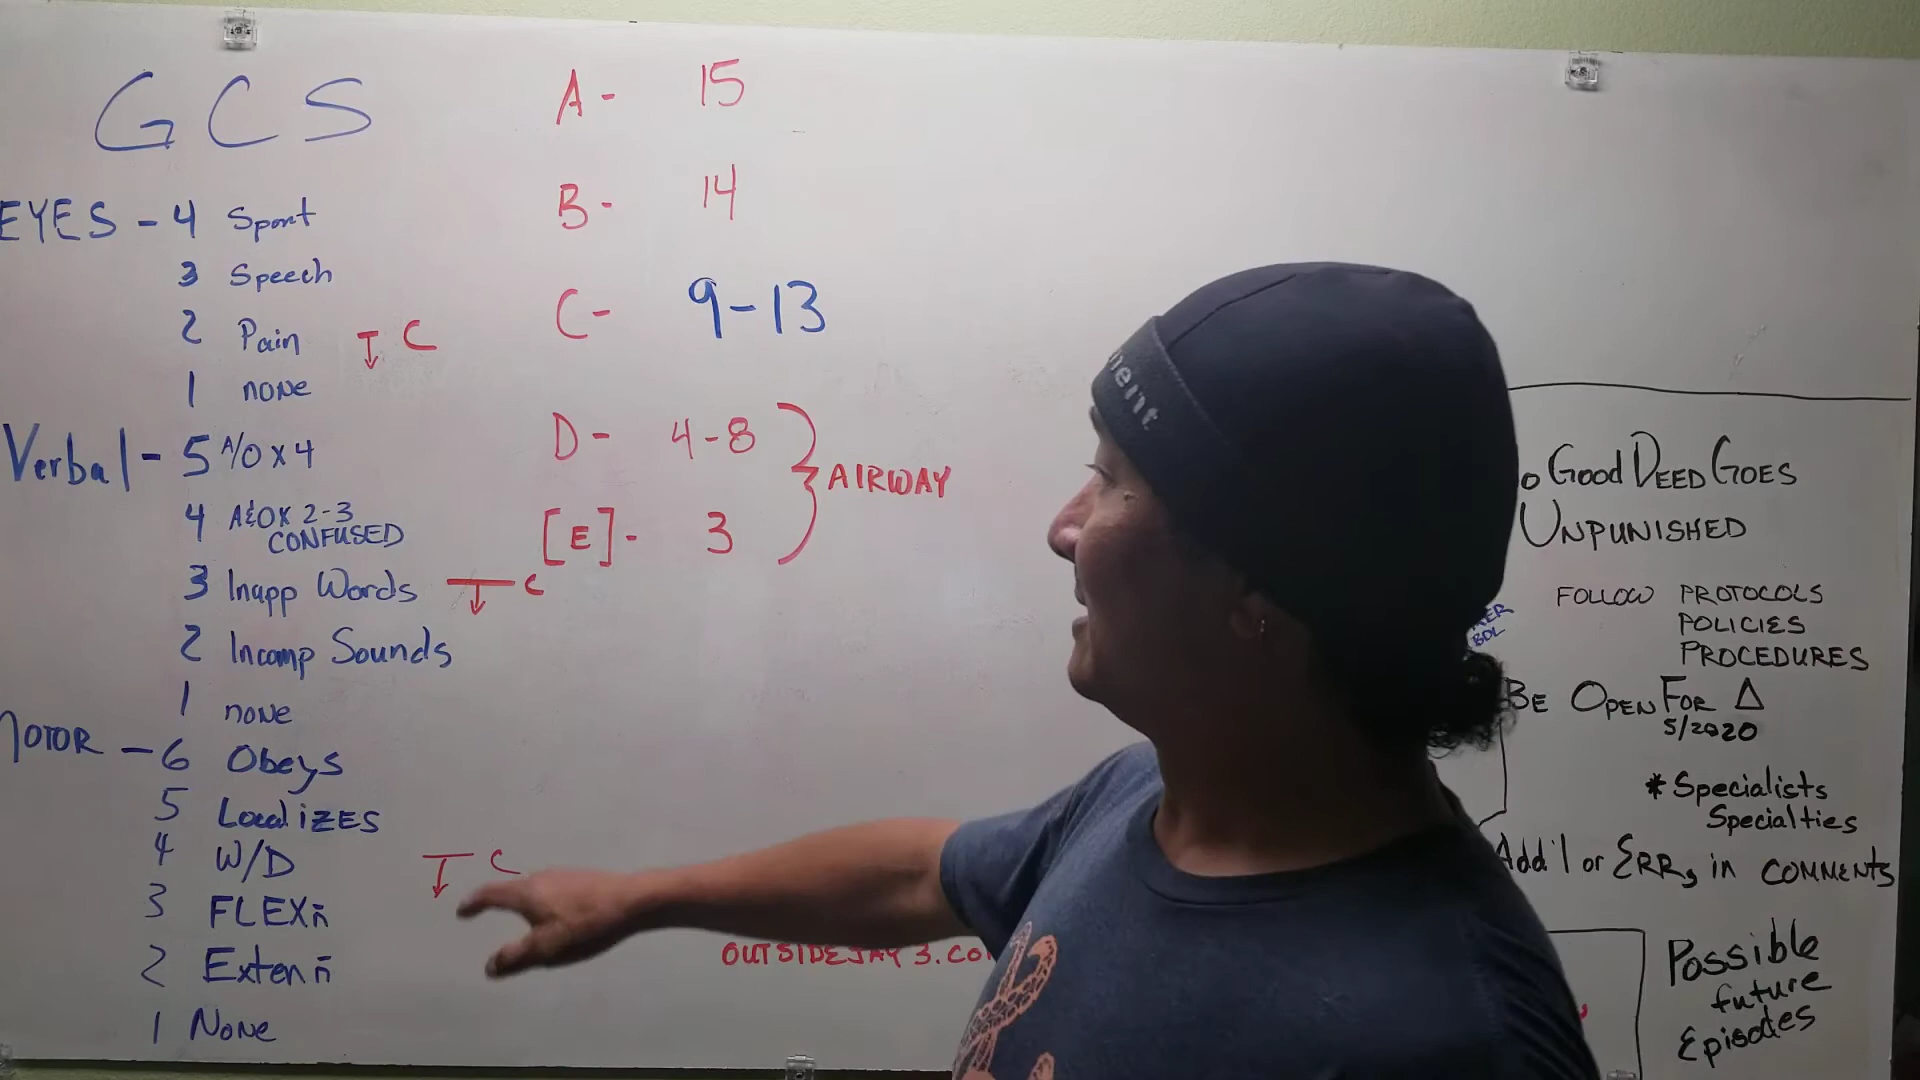 GCS
EYES - 4 Spont
3 Speech
2 Pain C
1 none
Verbal - 5 A/O x 4
4 A&OX 2-3
CONFUSED
3 Inapp Words C
2 Incomp Sounds
1 none
MOTOR - 6 Obeys
5 LocalizES
4 W/D C
3 FLEXn̄
2 Extenn̄
1 None
A- 15
B- 14
C- 9-13
D- 4-8
[E]- 3
AIRWAY
OUTSIDEJAY3.CO
nent
o Good DEED GOES
UNPUNISHED
FOLLOW PROTOCOLS
POLICIES
PROCEDURES
BDL
BE OPEN FOR Δ
5/2020
* Specialists
Specialties
Add'l or ERRs in COMMENTS
Possible
future
Episodes